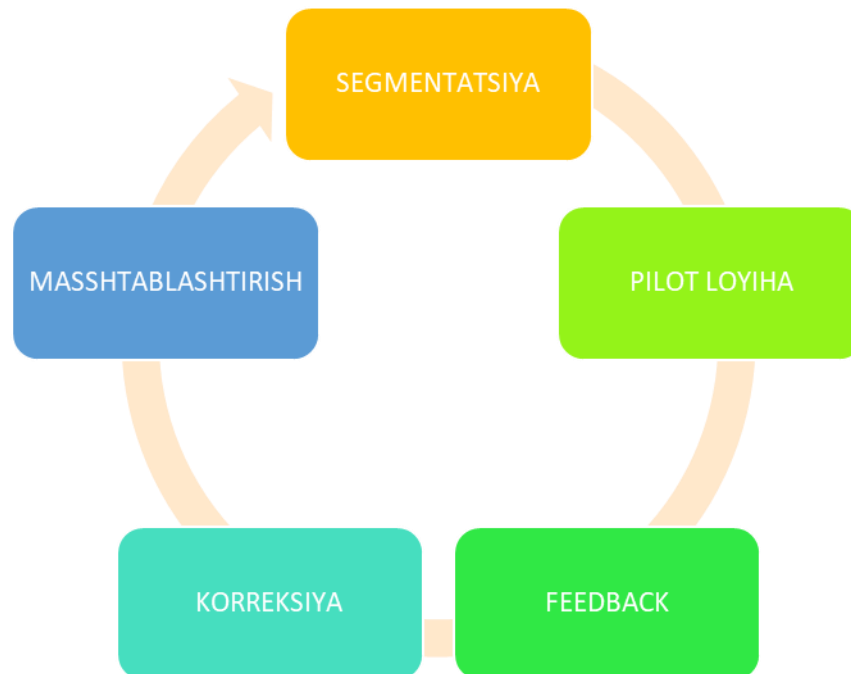 SEGMENTATSIYA
PILOT LOYIHA
FEEDBACK
KORREKSIYA
MASSHTABLASHTIRISH